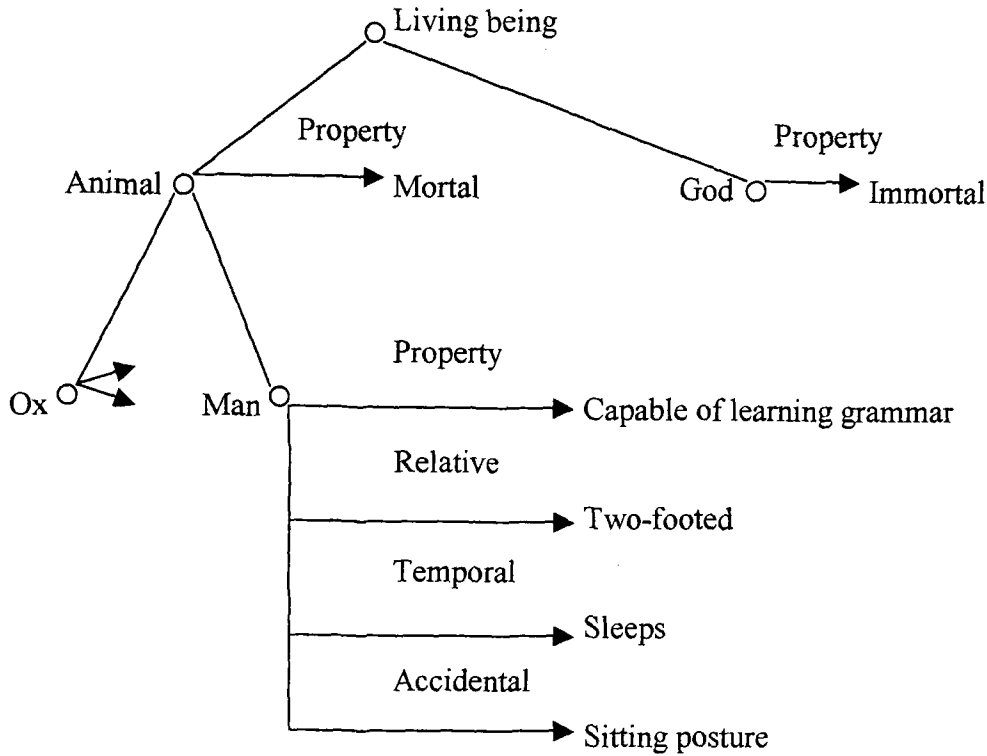 Living being
Property
Property
Animal
Mortal
God
Immortal
Property
Ox
Man
Capable of learning grammar
Relative
Two-footed
Temporal
Sleeps
Accidental
Sitting posture